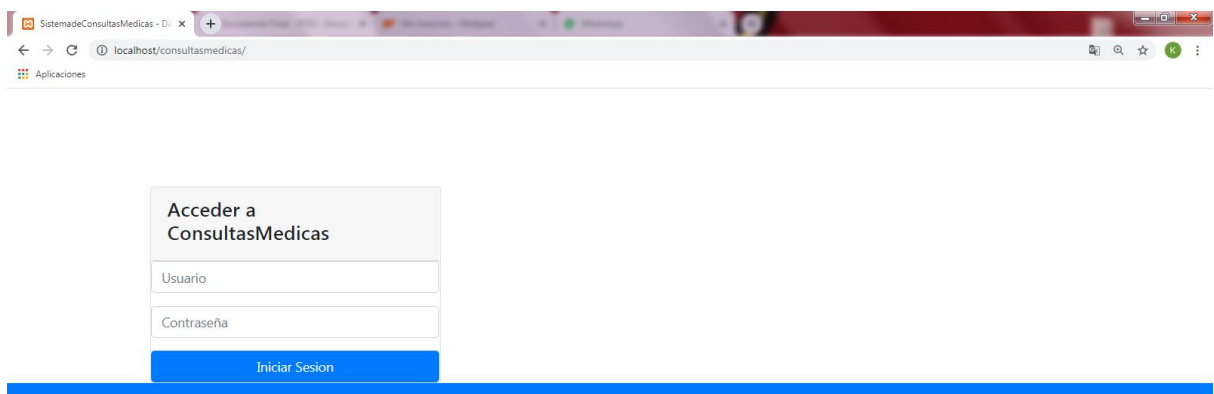 SistemadeConsultasMedicas - Da
localhost/consultasmedicas/
K
Aplicaciones
Acceder a
ConsultasMedicas
Usuario
Contraseña
Iniciar Sesion